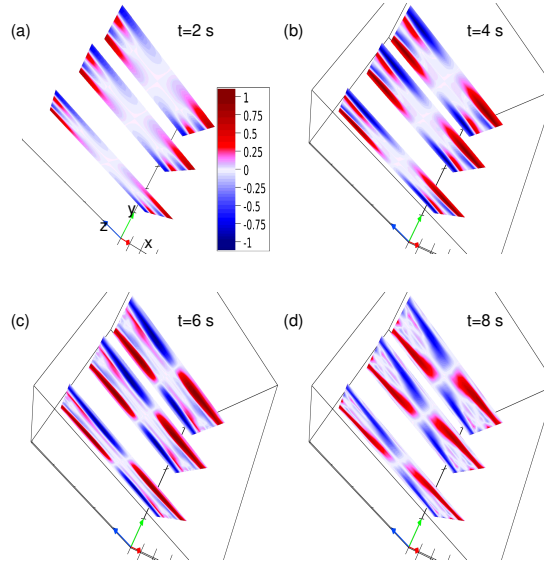 (a) t=2 s
(b) t=4 s
1
0.75
0.5
0.25
0
-0.25
-0.5
-0.75
-1
y
z
x
(c) t=6 s
(d) t=8 s